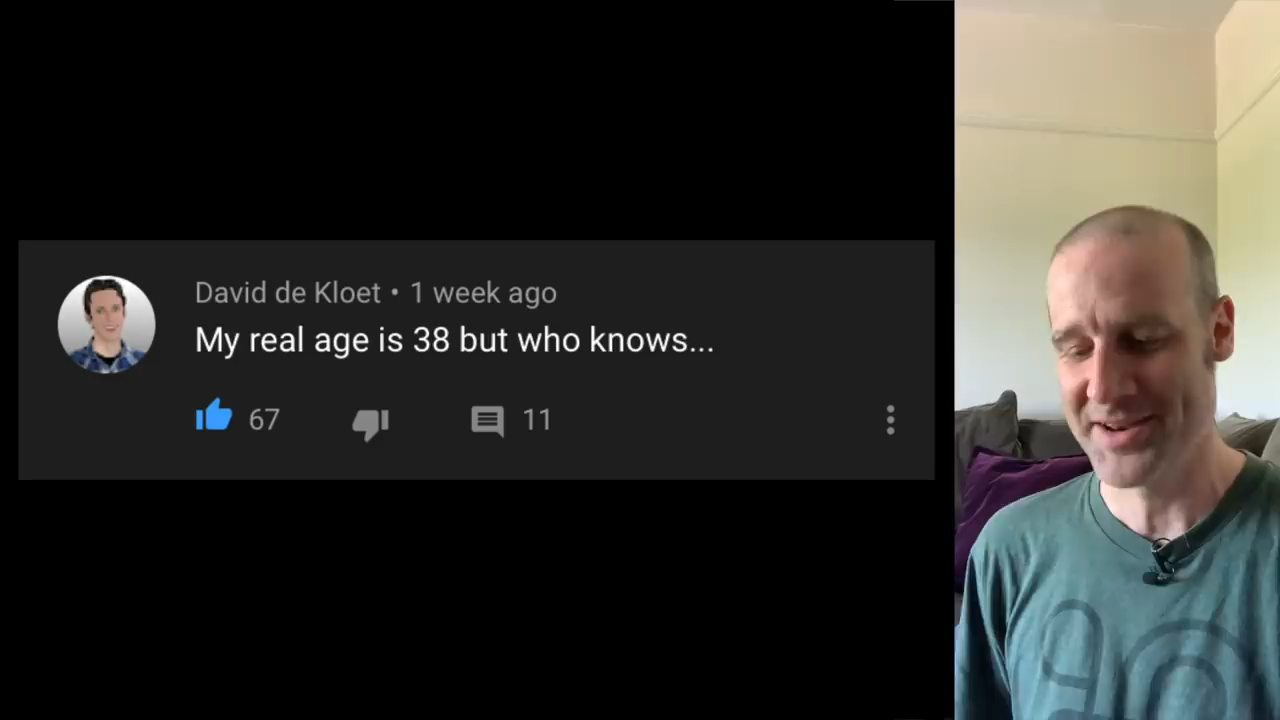 David de Kloet • 1 week ago
My real age is 38 but who knows...
67 11